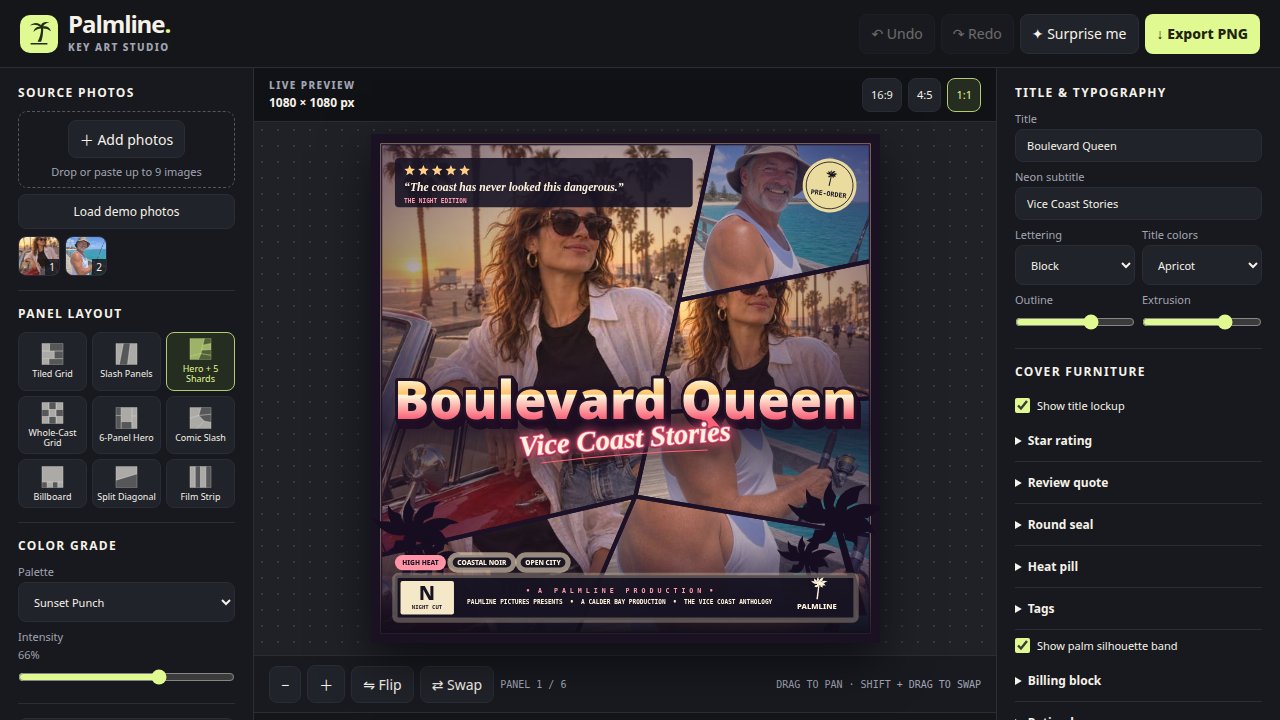 Palmline.
KEY ART STUDIO
↶ Undo
↷ Redo
✦ Surprise me
↓ Export PNG
SOURCE PHOTOS
+ Add photos
Drop or paste up to 9 images
Load demo photos
1
2
PANEL LAYOUT
Tiled Grid
Slash Panels
Hero + 5
Shards
Whole-Cast
Grid
6-Panel Hero
Comic Slash
Billboard
Split Diagonal
Film Strip
COLOR GRADE
Palette
Sunset Punch
Intensity
66%
LIVE PREVIEW
1080 × 1080 px
16:9
4:5
1:1
★★★★★
“The coast has never looked this dangerous.”
THE NIGHT EDITION
PRE-ORDER
Boulevard Queen
Vice Coast Stories
HIGH HEAT
COASTAL NOIR
OPEN CITY
N
NIGHT CUT
• A PALMLINE PRODUCTION •
PALMLINE PICTURES PRESENTS • A CALDER BAY PRODUCTION • THE VICE COAST ANTHOLOGY
PALMLINE
−
+
⇋ Flip
⇄ Swap
PANEL 1 / 6
DRAG TO PAN · SHIFT + DRAG TO SWAP
TITLE & TYPOGRAPHY
Title
Boulevard Queen
Neon subtitle
Vice Coast Stories
Lettering
Title colors
Block
Apricot
Outline
Extrusion
COVER FURNITURE
Show title lockup
Star rating
Review quote
Round seal
Heat pill
Tags
Show palm silhouette band
Billing block